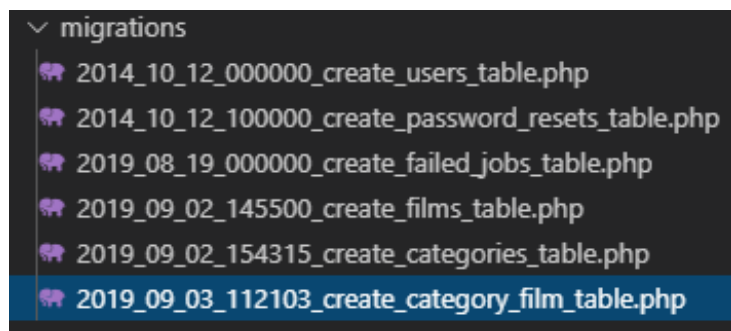 migrations
2014_10_12_000000_create_users_table.php
2014_10_12_100000_create_password_resets_table.php
2019_08_19_000000_create_failed_jobs_table.php
2019_09_02_145500_create_films_table.php
2019_09_02_154315_create_categories_table.php
2019_09_03_112103_create_category_film_table.php